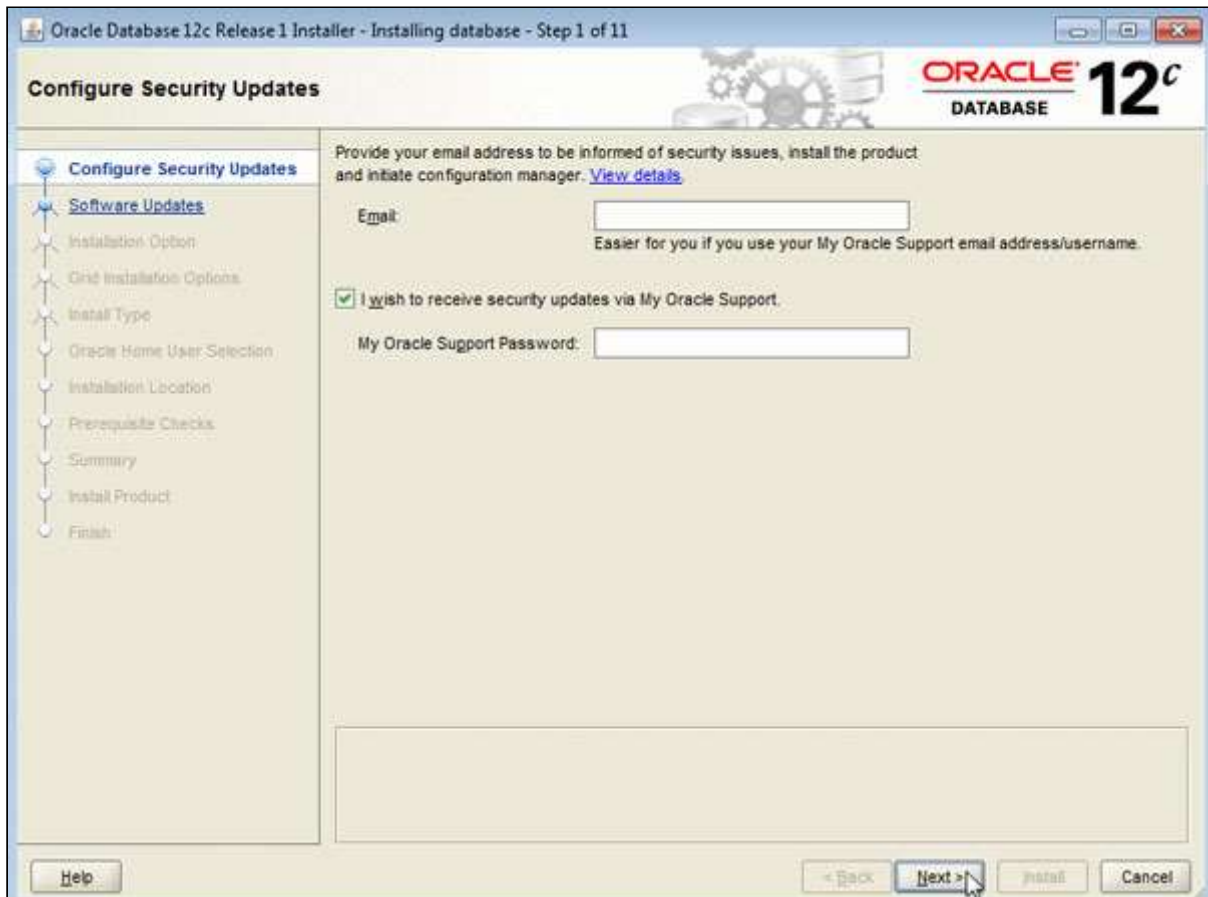 Oracle Database 12c Release 1 Installer - Installing database - Step 1 of 11
Configure Security Updates
ORACLE
DATABASE
12c
Configure Security Updates
Software Updates
Installation Option
Grid Installation Options
Install Type
Oracle Home User Selection
Installation Location
Prerequisite Checks
Summary
Install Product
Finish
Provide your email address to be informed of security issues, install the product
and initiate configuration manager. View details.
Email:
Easier for you if you use your My Oracle Support email address/username.
I wish to receive security updates via My Oracle Support.
My Oracle Support Password:
Help
< Back
Next >
Install
Cancel